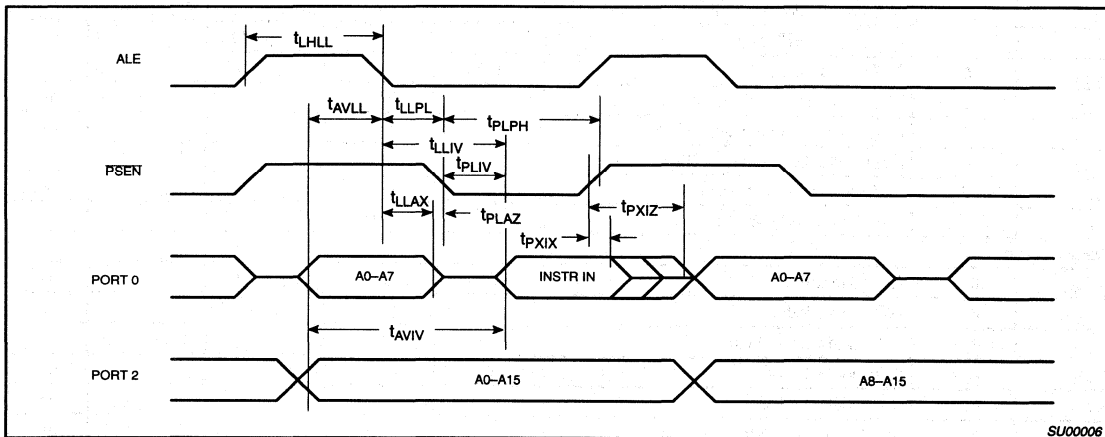 ALE
tLHLL
tAVLL
tLLPL
tPLPH
tLLIV
PSEN
tPLIV
tLLAX
tPLAZ
tPXIZ
tPXIX
PORT 0
A0–A7
INSTR IN
A0–A7
tAVIV
PORT 2
A0–A15
A8–A15
SU00006